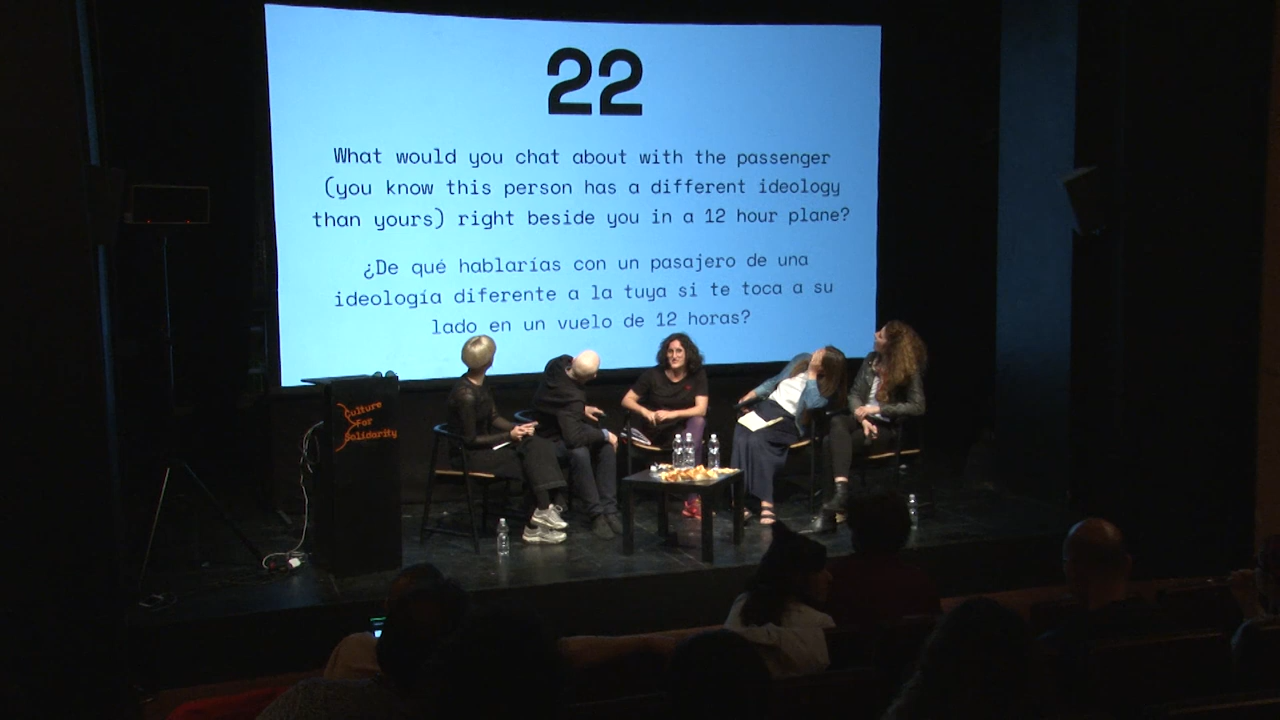 22
What would you chat about with the passenger
(you know this person has a different ideology
than yours) right beside you in a 12 hour plane?
¿De qué hablarías con un pasajero de una
ideología diferente a la tuya si te toca a su
lado en un vuelo de 12 horas?
Culture
For
Solidarity